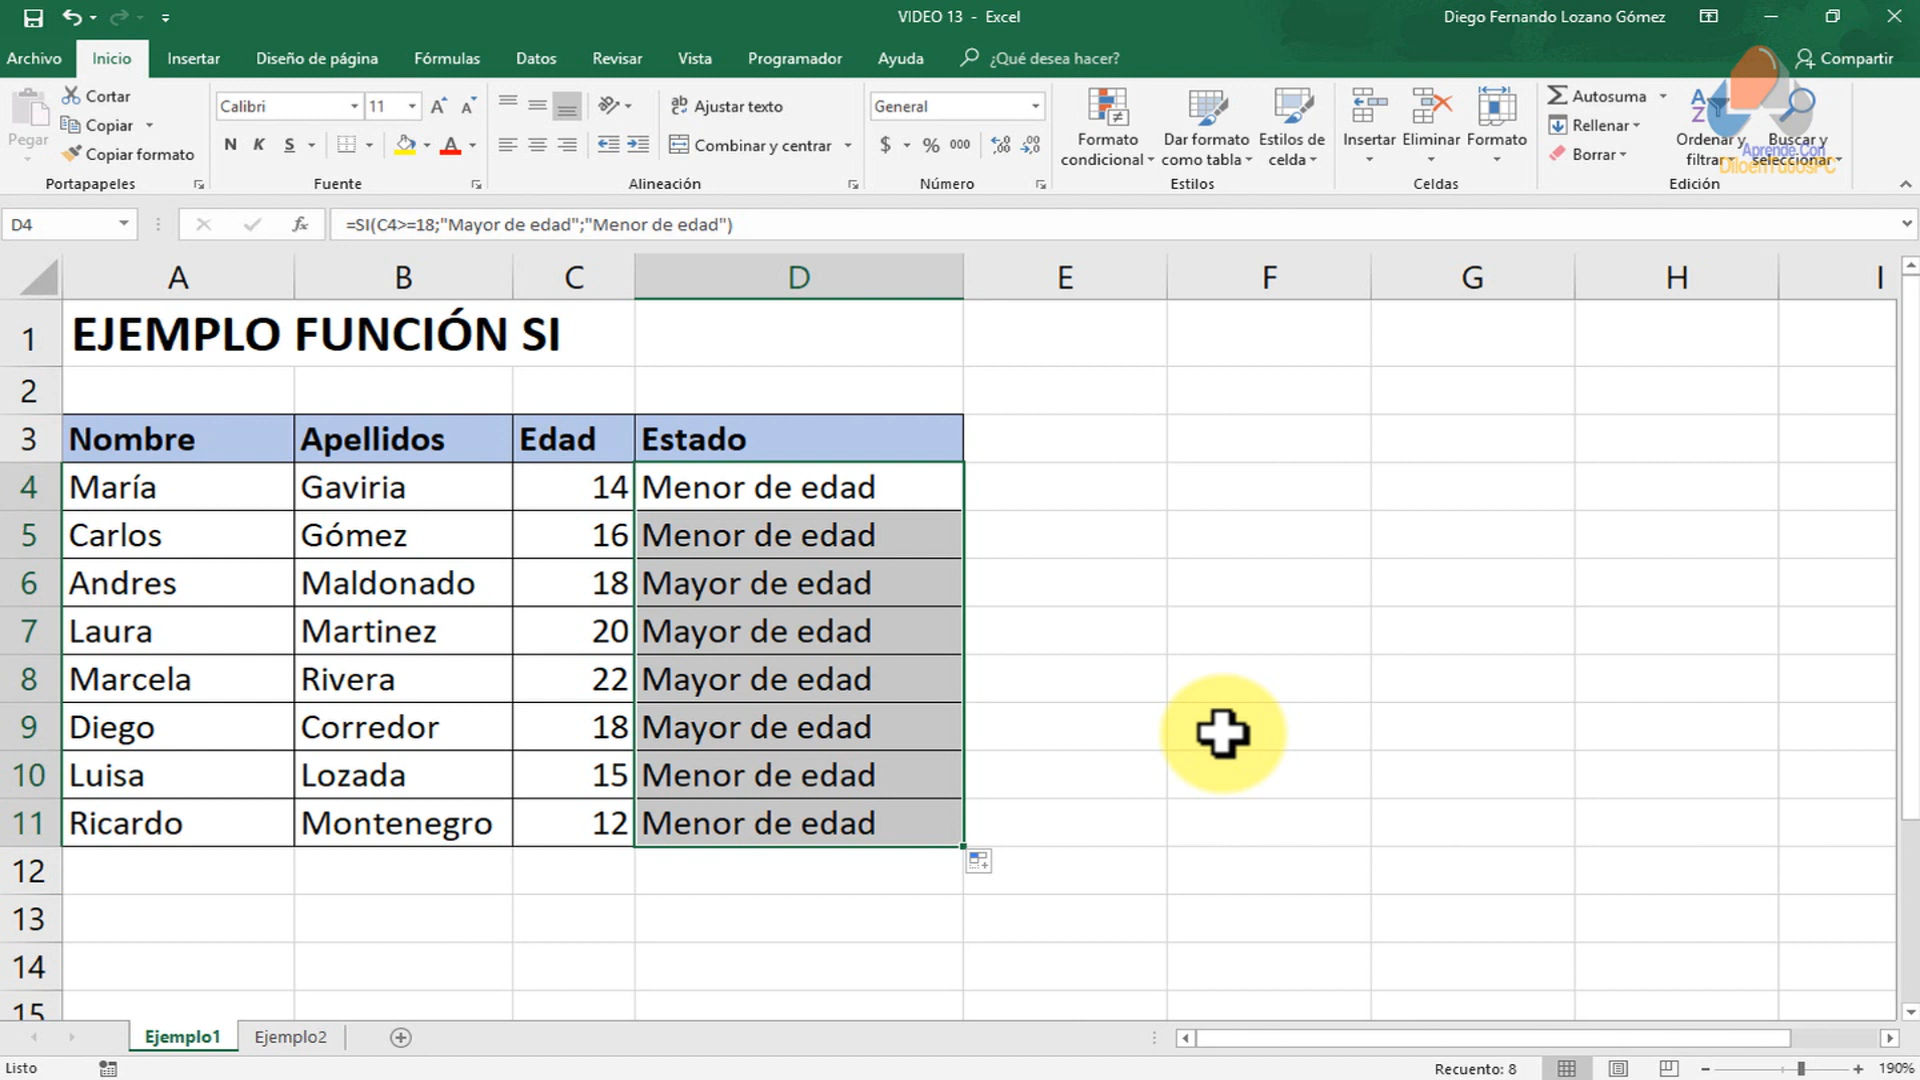 VIDEO 13 - Excel
Diego Fernando Lozano Gómez
Archivo Inicio Insertar Diseño de página Fórmulas Datos Revisar Vista Programador Ayuda ¿Qué desea hacer? Compartir
Pegar
Cortar
Copiar
Copiar formato
Portapapeles
Calibri 11
N K S
Fuente
Ajustar texto
Combinar y centrar
Alineación
General
$ % 000
Número
Formato condicional
Dar formato como tabla
Estilos de celda
Estilos
Insertar Eliminar Formato
Celdas
Autosuma
Rellenar
Borrar
Ordenar y filtrar
Buscar y seleccionar
Edición
Aprende Con
DiloenTutosPC
D4 fx =SI(C4>=18;"Mayor de edad";"Menor de edad")
A B C D E F G H I
1 EJEMPLO FUNCIÓN SI
2
3 Nombre Apellidos Edad Estado
4 María Gaviria 14 Menor de edad
5 Carlos Gómez 16 Menor de edad
6 Andres Maldonado 18 Mayor de edad
7 Laura Martinez 20 Mayor de edad
8 Marcela Rivera 22 Mayor de edad
9 Diego Corredor 18 Mayor de edad
10 Luisa Lozada 15 Menor de edad
11 Ricardo Montenegro 12 Menor de edad
12
13
14
15
Ejemplo1 Ejemplo2
Listo
Recuento: 8
190%